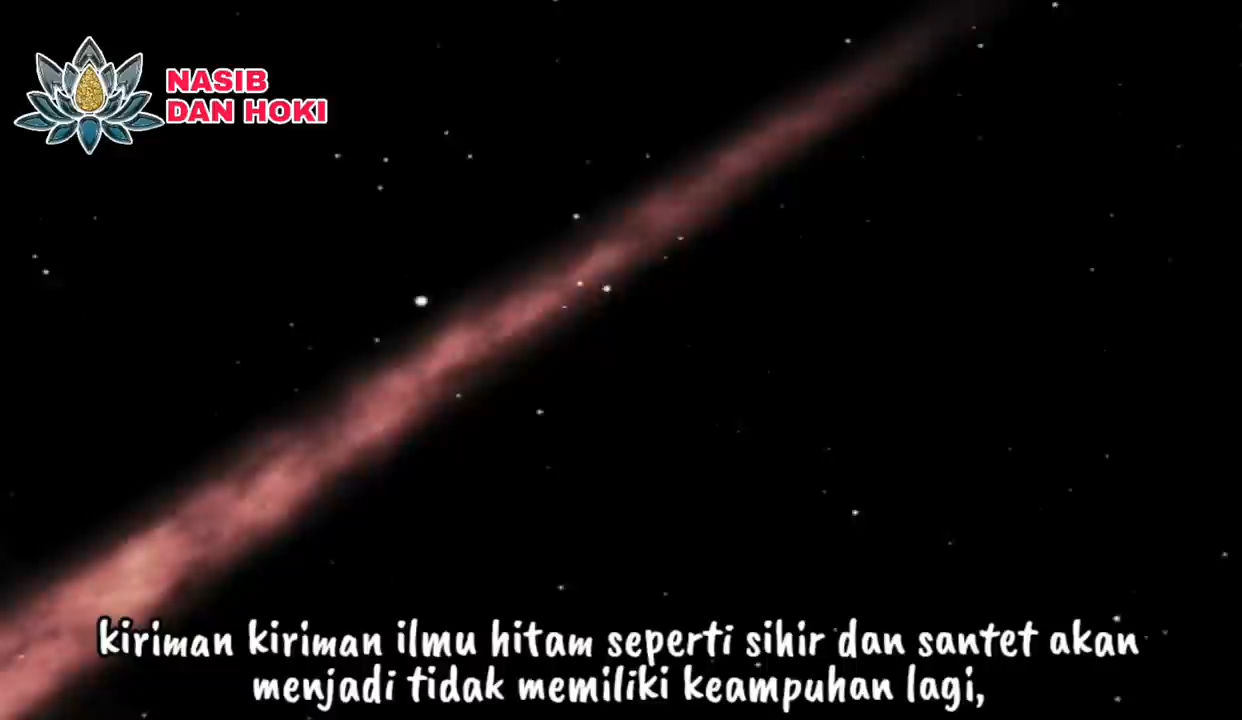 NASIB
DAN HOKI
kiriman kiriman ilmu hitam seperti sihir dan santet akan
menjadi tidak memiliki keampuhan lagi,